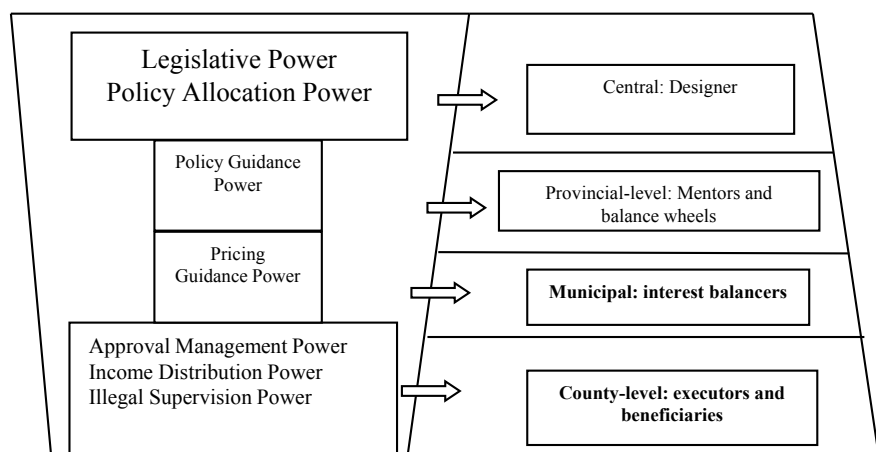 Legislative Power
Policy Allocation Power
Central: Designer
Policy Guidance
Power
Provincial-level: Mentors and
balance wheels
Pricing
Guidance Power
Municipal: interest balancers
Approval Management Power
Income Distribution Power
Illegal Supervision Power
County-level: executors and
beneficiaries